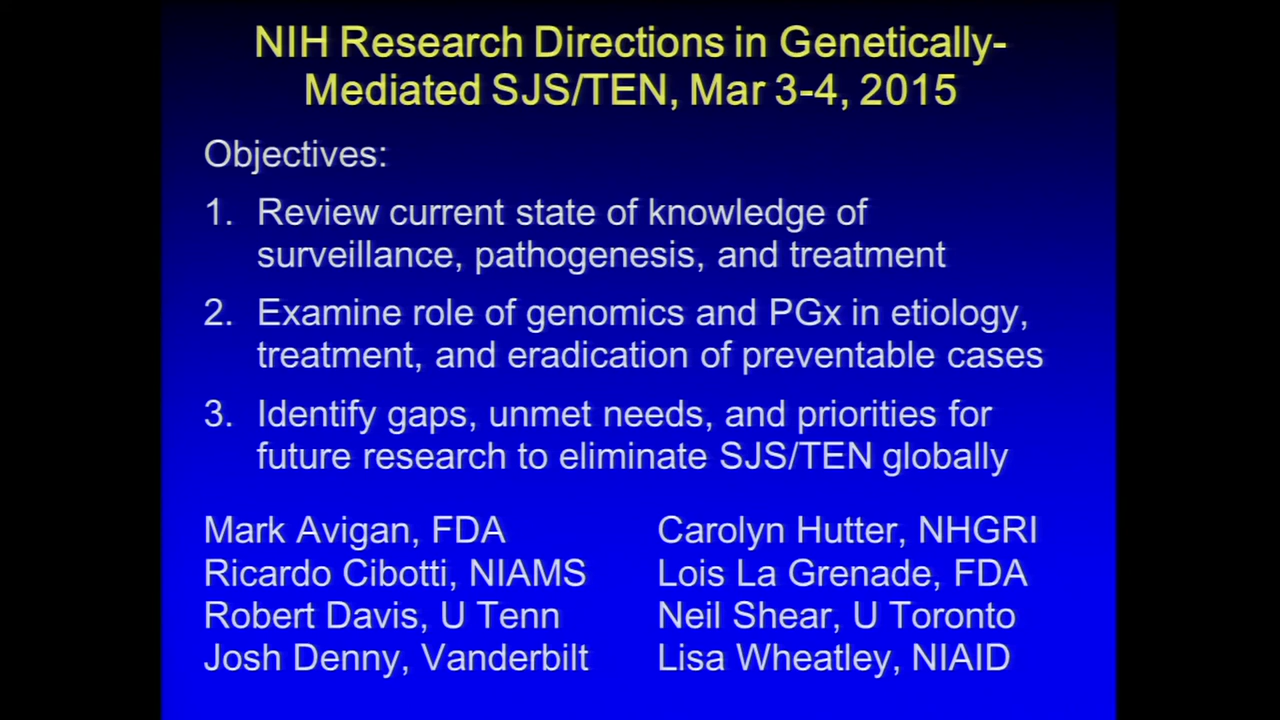 NIH Research Directions in Genetically-
Mediated SJS/TEN, Mar 3-4, 2015
Objectives:
1. Review current state of knowledge of
surveillance, pathogenesis, and treatment
2. Examine role of genomics and PGx in etiology,
treatment, and eradication of preventable cases
3. Identify gaps, unmet needs, and priorities for
future research to eliminate SJS/TEN globally
Mark Avigan, FDA
Ricardo Cibotti, NIAMS
Robert Davis, U Tenn
Josh Denny, Vanderbilt
Carolyn Hutter, NHGRI
Lois La Grenade, FDA
Neil Shear, U Toronto
Lisa Wheatley, NIAID